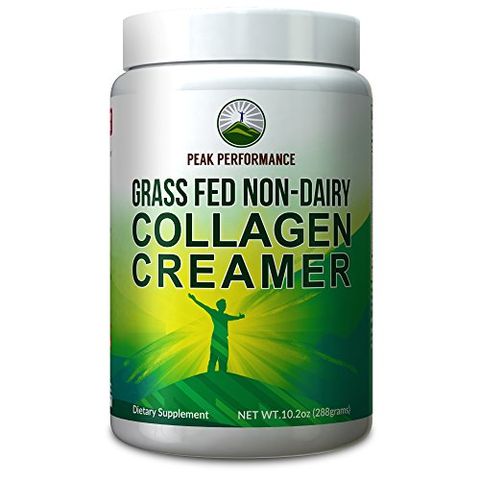 PEAK PERFORMANCE
GRASS FED NON-DAIRY
COLLAGEN
CREAMER
Dietary Supplement
NET WT.10.2oz (288grams)